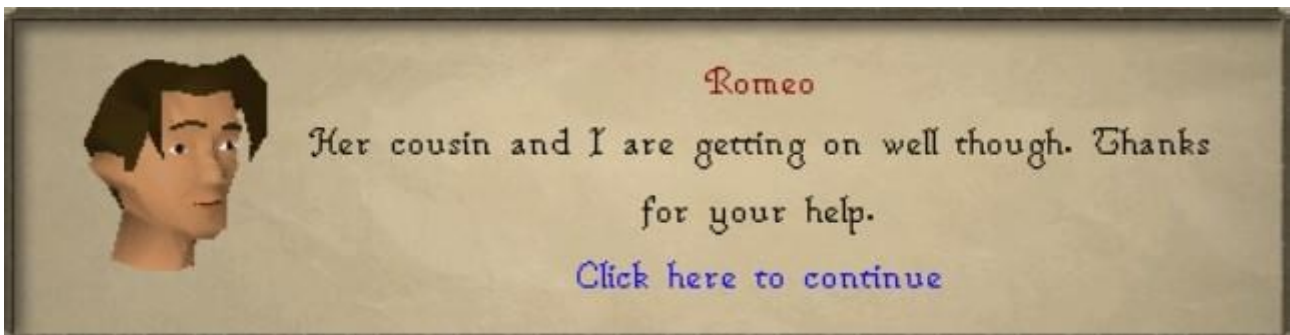 Romeo
Her cousin and I are getting on well though. Thanks
for your help.
Click here to continue